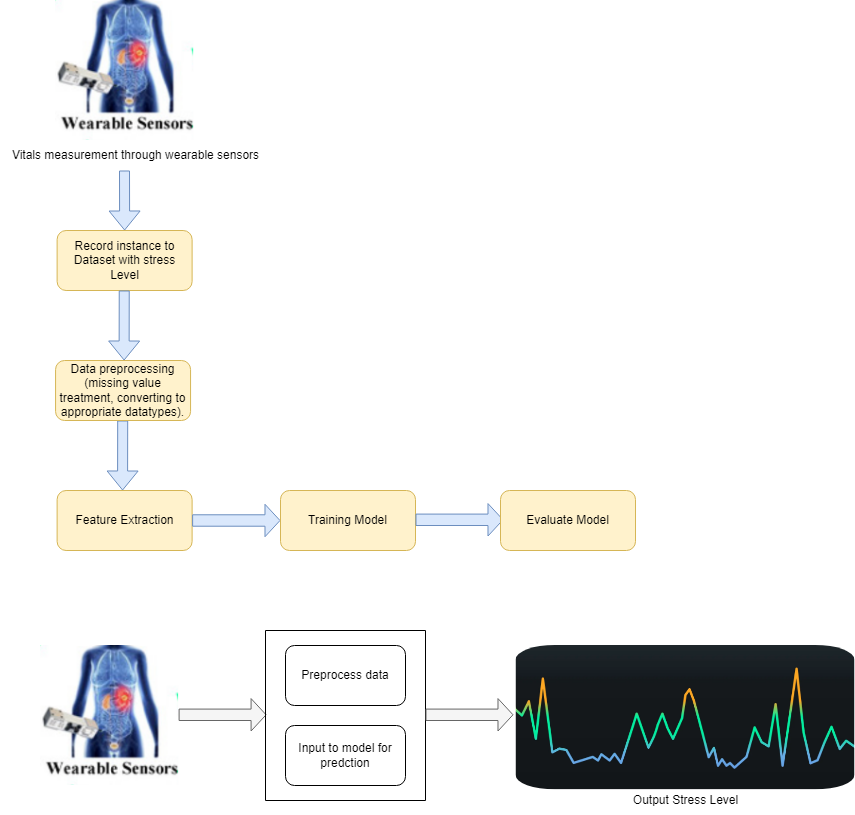 Wearable Sensors
Vitals measurement through wearable sensors
Record instance to
Dataset with stress
Level
Data preprocessing
(missing value
treatment, converting to
appropriate datatypes).
Feature Extraction
Training Model
Evaluate Model
Wearable Sensors
Preprocess data
Input to model for
predction
Output Stress Level